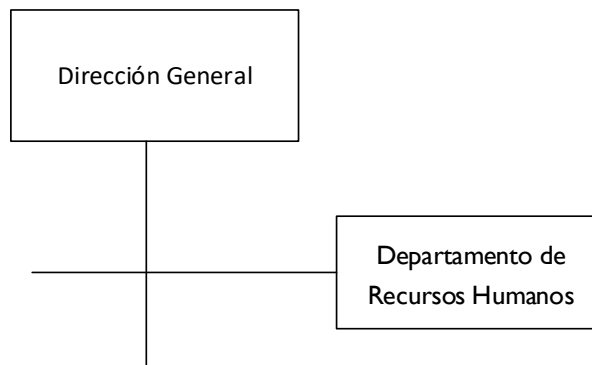 Dirección General
Departamento de
Recursos Humanos